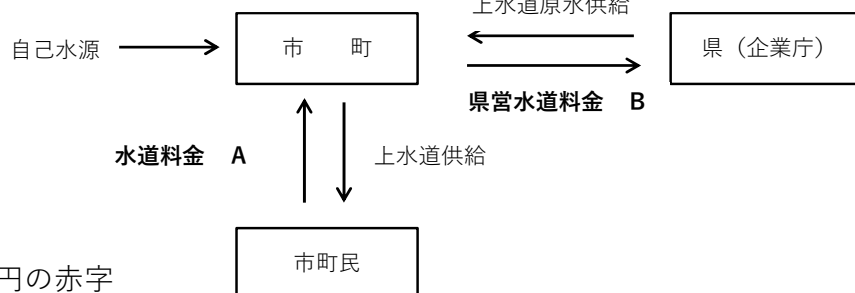 上水道原水供給
自己水源
市　町
県（企業庁）
県営水道料金　B
水道料金　A
上水道供給
市町民
円の赤字